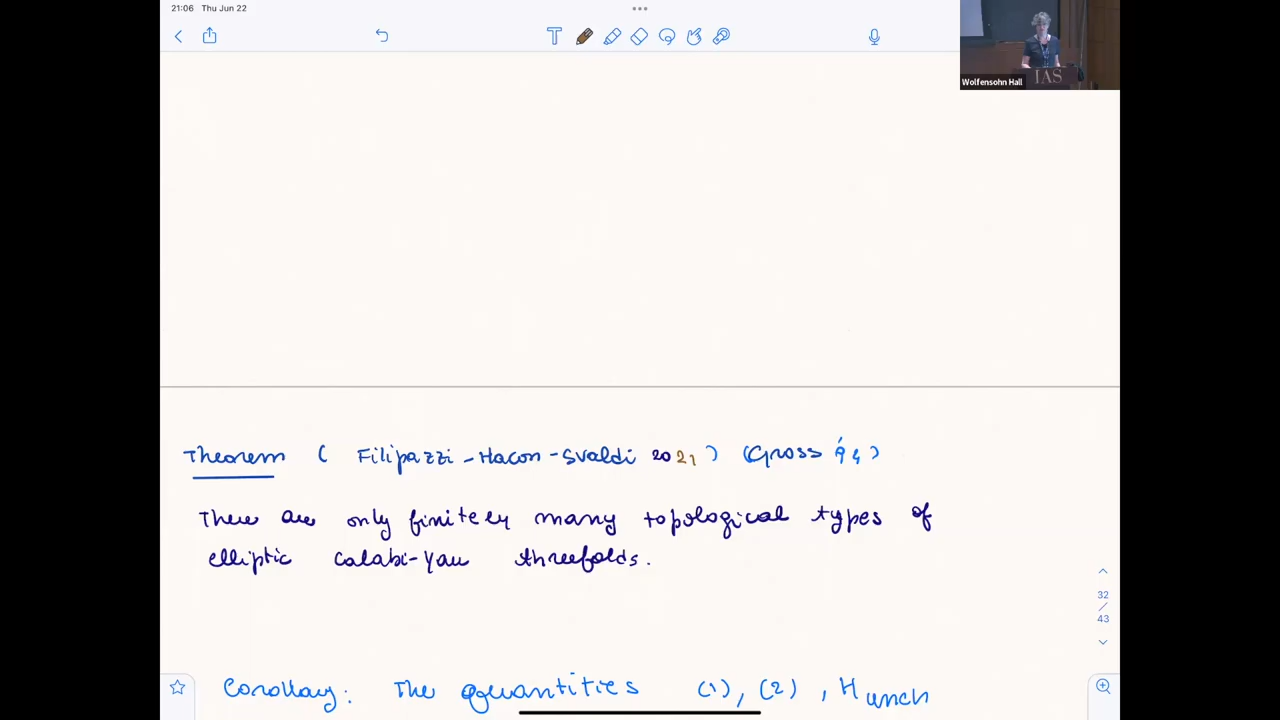 21:06 Thu Jun 22
Wolfensohn Hall
IAS
Theorem ( Filipazzi-Hacon-Svaldi 2021 ) (Gross '94)
There are only finitely many topological types of
elliptic Calabi-Yau threefolds.
32
/
43
Corollary: The quantities (1), (2), H unch